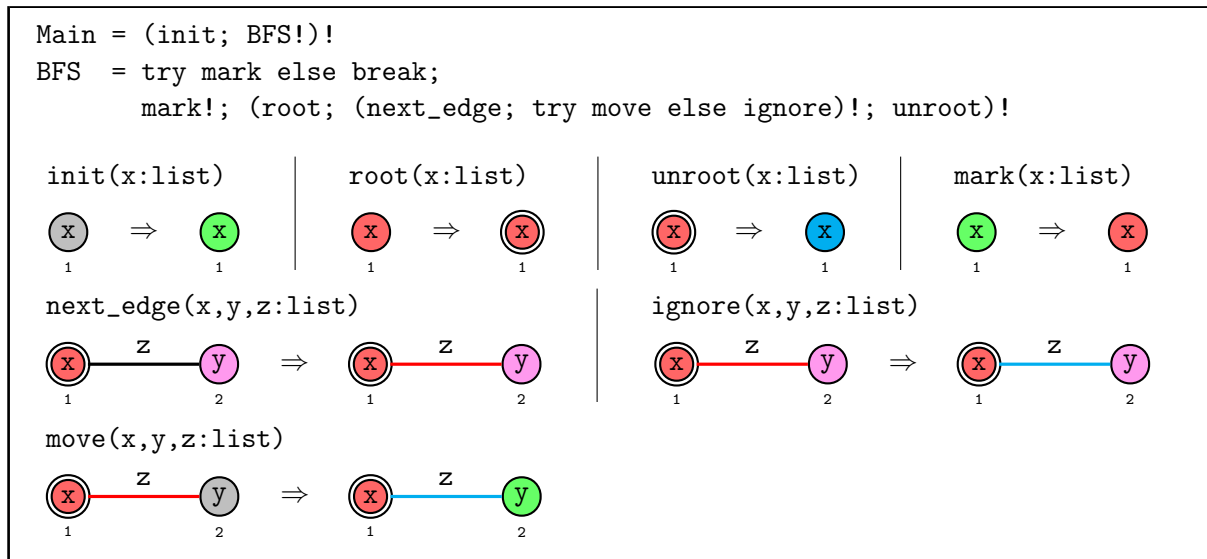 Main = (init; BFS!)!
BFS = try mark else break;
mark!; (root; (next_edge; try move else ignore)!; unroot)!
init(x:list) root(x:list) unroot(x:list) mark(x:list)
x ⇒ x x ⇒ x x ⇒ x x ⇒ x
1 1 1 1 1 1 1 1
next_edge(x,y,z:list) ignore(x,y,z:list)
x z y ⇒ x z y x z y ⇒ x z y
1 2 1 2 1 2 1 2
move(x,y,z:list)
x z y ⇒ x z y
1 2 1 2